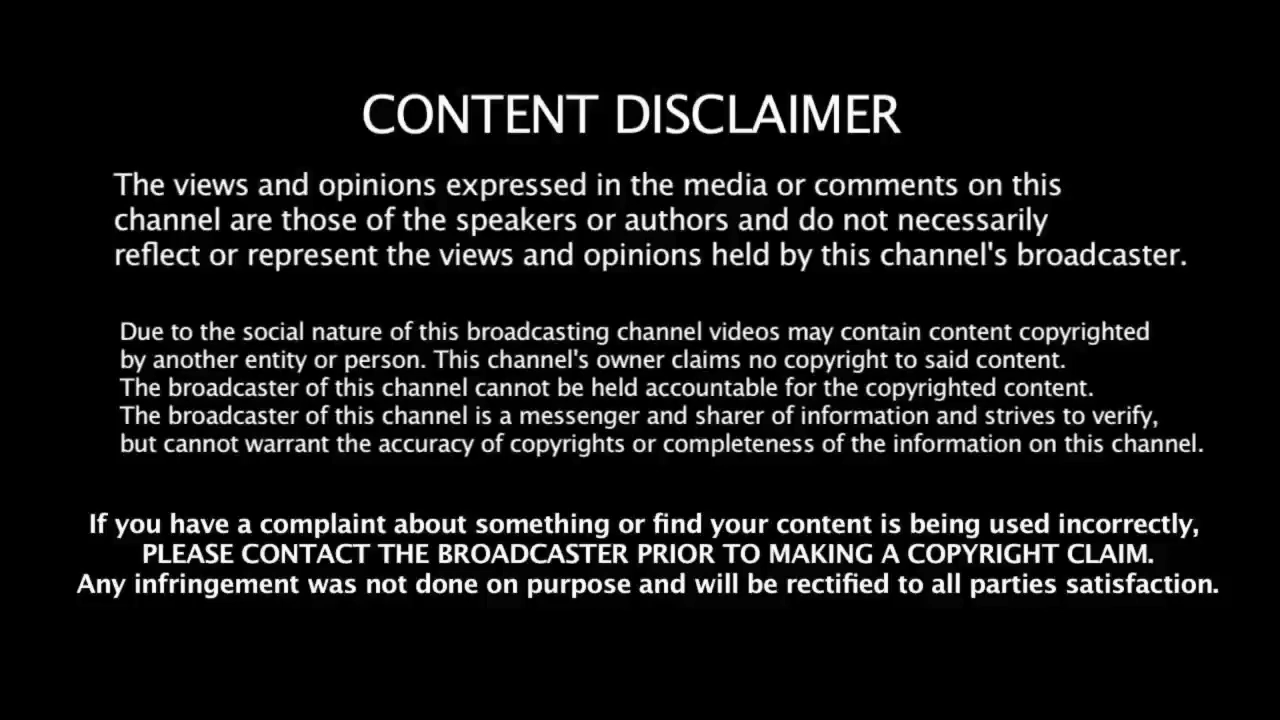 CONTENT DISCLAIMER
The views and opinions expressed in the media or comments on this
channel are those of the speakers or authors and do not necessarily
reflect or represent the views and opinions held by this channel's broadcaster.
Due to the social nature of this broadcasting channel videos may contain content copyrighted
by another entity or person. This channel's owner claims no copyright to said content.
The broadcaster of this channel cannot be held accountable for the copyrighted content.
The broadcaster of this channel is a messenger and sharer of information and strives to verify,
but cannot warrant the accuracy of copyrights or completeness of the information on this channel.
If you have a complaint about something or find your content is being used incorrectly,
PLEASE CONTACT THE BROADCASTER PRIOR TO MAKING A COPYRIGHT CLAIM.
Any infringement was not done on purpose and will be rectified to all parties satisfaction.